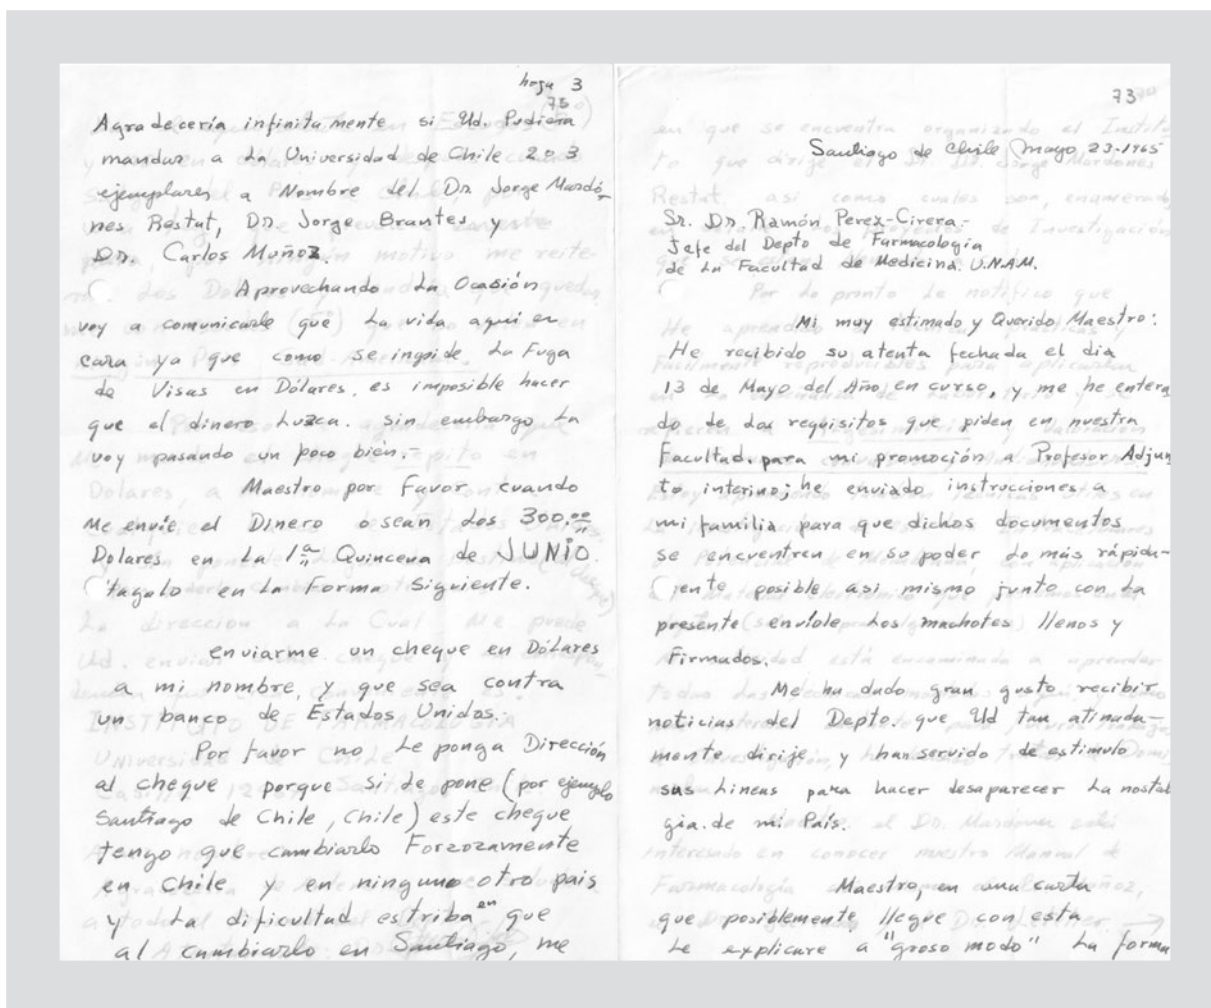 hoja 3
75
Agradecería infinitamente si Ud. Pudiera
mandar a La Universidad de Chile 2 o 3
ejemplares a Nombre del Dr. Jorge Mardó-
nes Restut, Dr. Jorge Brantes, y
Dr. Carlos Muñoz.
Aprovechando La Ocasión
voy a comunicarle que La vida aquí es
cara ya que como se impide La Fuga
de Visas en Dólares, es imposible hacer
que el dinero Luzca. sin embargo La
voy pasando un poco bién.-
Maestro por Favor cuando
Me envíe el Dinero o sean Los 300.00
Dolares en La 1a Quincena de JUNIO.
tagalo en La Forma Siguiente.
enviarme un cheque en Dólares
a mi nombre, y que sea contra
un banco de Estados Unidos.-
Por favor no Le ponga Dirección
al cheque porque si Le pone (por ejemplo
Santiago de Chile, Chile) este cheque
tengo que cambiarlo Forzozamente
en Chile y en ninguno otro pais
y La dificultad estriba en que
al cambiarlo en Santiago, me
73
Santiago de Chile Mayo 23-1965
Sr. Dr. Ramón Perez-Cirera.-
Jefe del Depto de Farmacología
de La Facultad de Medicina. U.N.A.M.
Mi muy estimado y Querido Maestro:
He recibido su atenta fechada el dia
13 de Mayo del Año en curso, y me he entera
do de Los requisitos que piden en nuestra
Facultad. para mi promoción a Profesor Adjun
to interino; he enviado instrucciones a
mi familia para que dichos documentos
se encuentren en su poder Lo más rápida-
mente posible asi mismo junto con La
presente envíole Los machotes llenos y
Firmados.
Me ha dado gran gusto recibir
noticias del Depto. que Ud tan atinada-
mente dirije, y han servido de estimulo
sus Lineas para hacer desaparecer La nostal
gia. de mi País.
Maestro, en una carta
que posiblemente llegue con esta
Le explicare a "groso modo" La forma